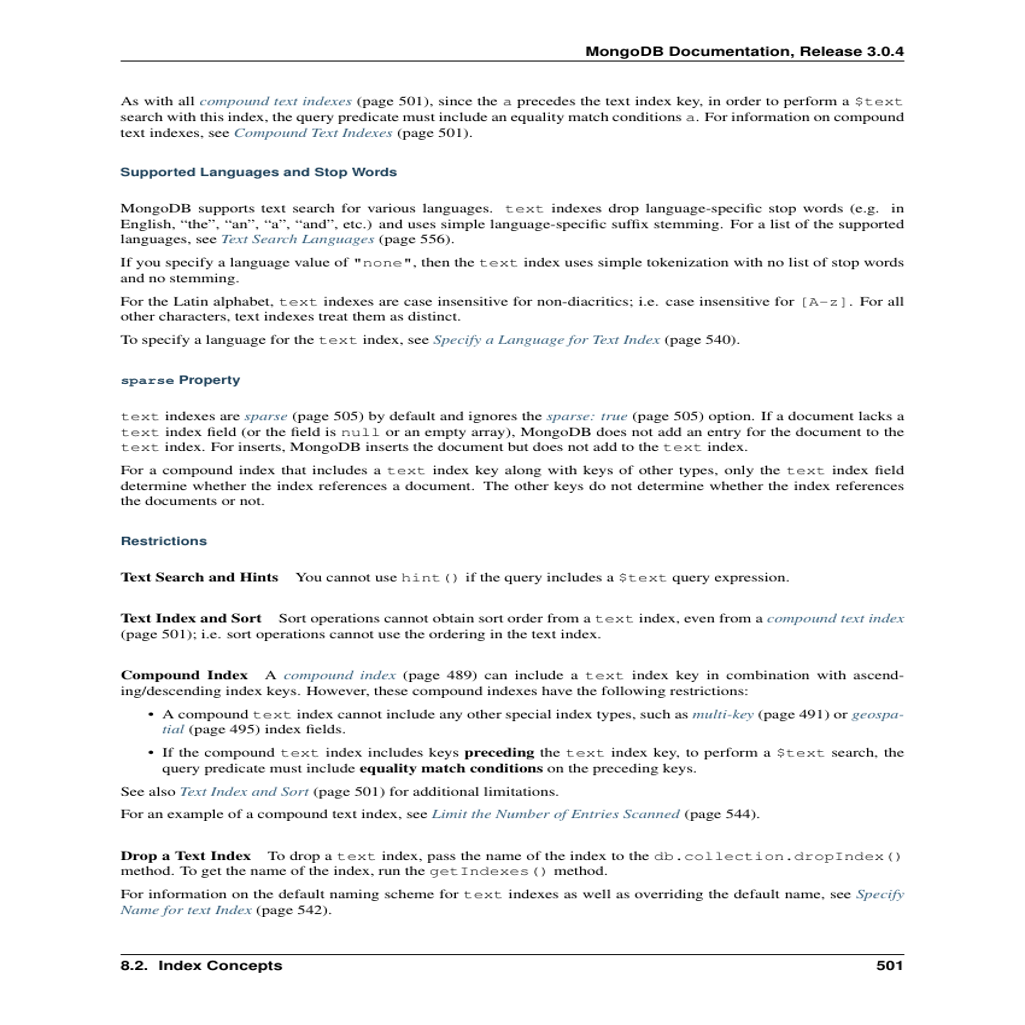 MongoDB Documentation, Release 3.0.4
As with all compound text indexes (page 501), since the a precedes the text index key, in order to perform a $text
search with this index, the query predicate must include an equality match conditions a. For information on compound
text indexes, see Compound Text Indexes (page 501).
Supported Languages and Stop Words
MongoDB supports text search for various languages. text indexes drop language-specific stop words (e.g. in
English, “the”, “an”, “a”, “and”, etc.) and uses simple language-specific suffix stemming. For a list of the supported
languages, see Text Search Languages (page 556).
If you specify a language value of "none", then the text index uses simple tokenization with no list of stop words
and no stemming.
For the Latin alphabet, text indexes are case insensitive for non-diacritics; i.e. case insensitive for [A-z]. For all
other characters, text indexes treat them as distinct.
To specify a language for the text index, see Specify a Language for Text Index (page 540).
sparse Property
text indexes are sparse (page 505) by default and ignores the sparse: true (page 505) option. If a document lacks a
text index field (or the field is null or an empty array), MongoDB does not add an entry for the document to the
text index. For inserts, MongoDB inserts the document but does not add to the text index.
For a compound index that includes a text index key along with keys of other types, only the text index field
determine whether the index references a document. The other keys do not determine whether the index references
the documents or not.
Restrictions
Text Search and Hints You cannot use hint() if the query includes a $text query expression.
Text Index and Sort Sort operations cannot obtain sort order from a text index, even from a compound text index
(page 501); i.e. sort operations cannot use the ordering in the text index.
Compound Index A compound index (page 489) can include a text index key in combination with ascend-
ing/descending index keys. However, these compound indexes have the following restrictions:
• A compound text index cannot include any other special index types, such as multi-key (page 491) or geospa-
tial (page 495) index fields.
• If the compound text index includes keys preceding the text index key, to perform a $text search, the
query predicate must include equality match conditions on the preceding keys.
See also Text Index and Sort (page 501) for additional limitations.
For an example of a compound text index, see Limit the Number of Entries Scanned (page 544).
Drop a Text Index To drop a text index, pass the name of the index to the db.collection.dropIndex()
method. To get the name of the index, run the getIndexes() method.
For information on the default naming scheme for text indexes as well as overriding the default name, see Specify
Name for text Index (page 542).
8.2. Index Concepts 501